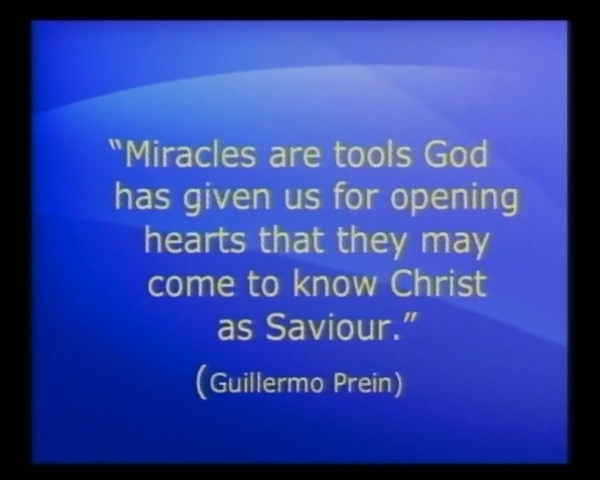 “Miracles are tools God
has given us for opening
hearts that they may
come to know Christ
as Saviour.”
(Guillermo Prein)